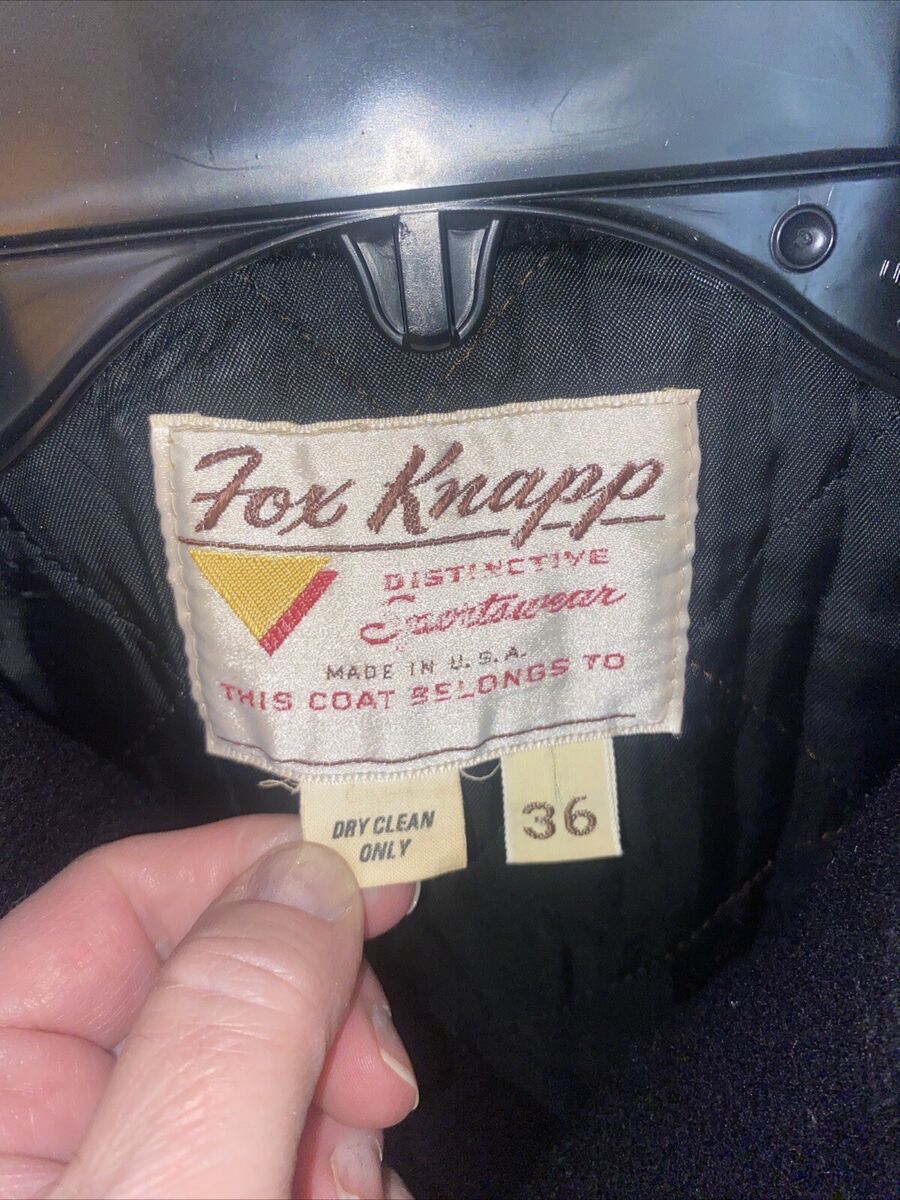 Fox Knapp
DISTINCTIVE
Sportswear
MADE IN U.S.A.
THIS COAT BELONGS TO
DRY CLEAN
ONLY
36